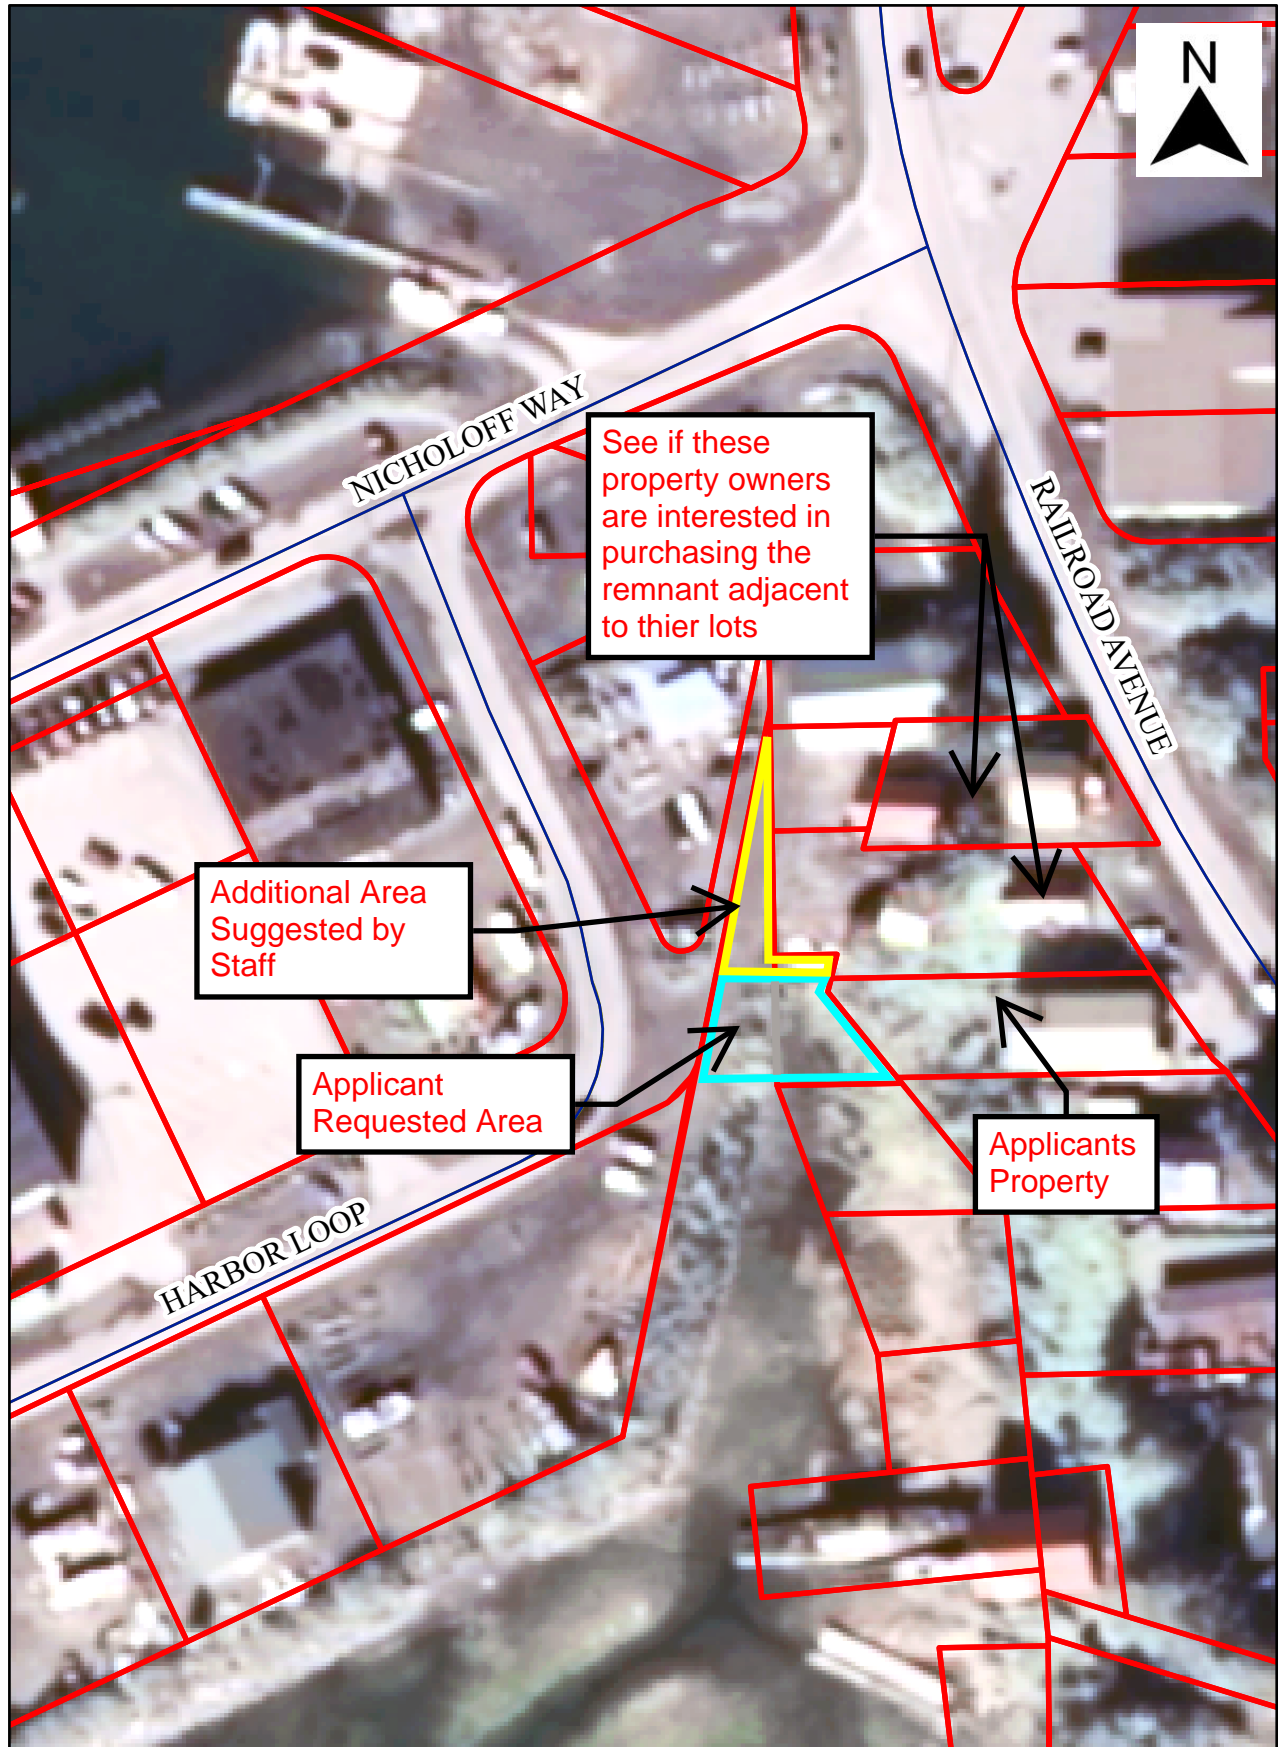 N
NICHOLOFF WAY
See if these
property owners
are interested in
purchasing the
remnant adjacent
to thier lots
RAILROAD AVENUE
Additional Area
Suggested by
Staff
Applicant
Requested Area
Applicants
Property
HARBOR LOOP